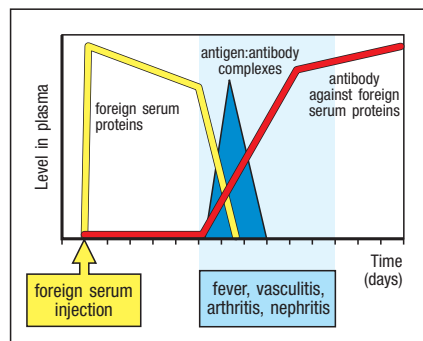 Level in plasma
foreign serum
proteins
antigen:antibody
complexes
antibody
against foreign
serum proteins
Time
(days)
foreign serum
injection
fever, vasculitis,
arthritis, nephritis